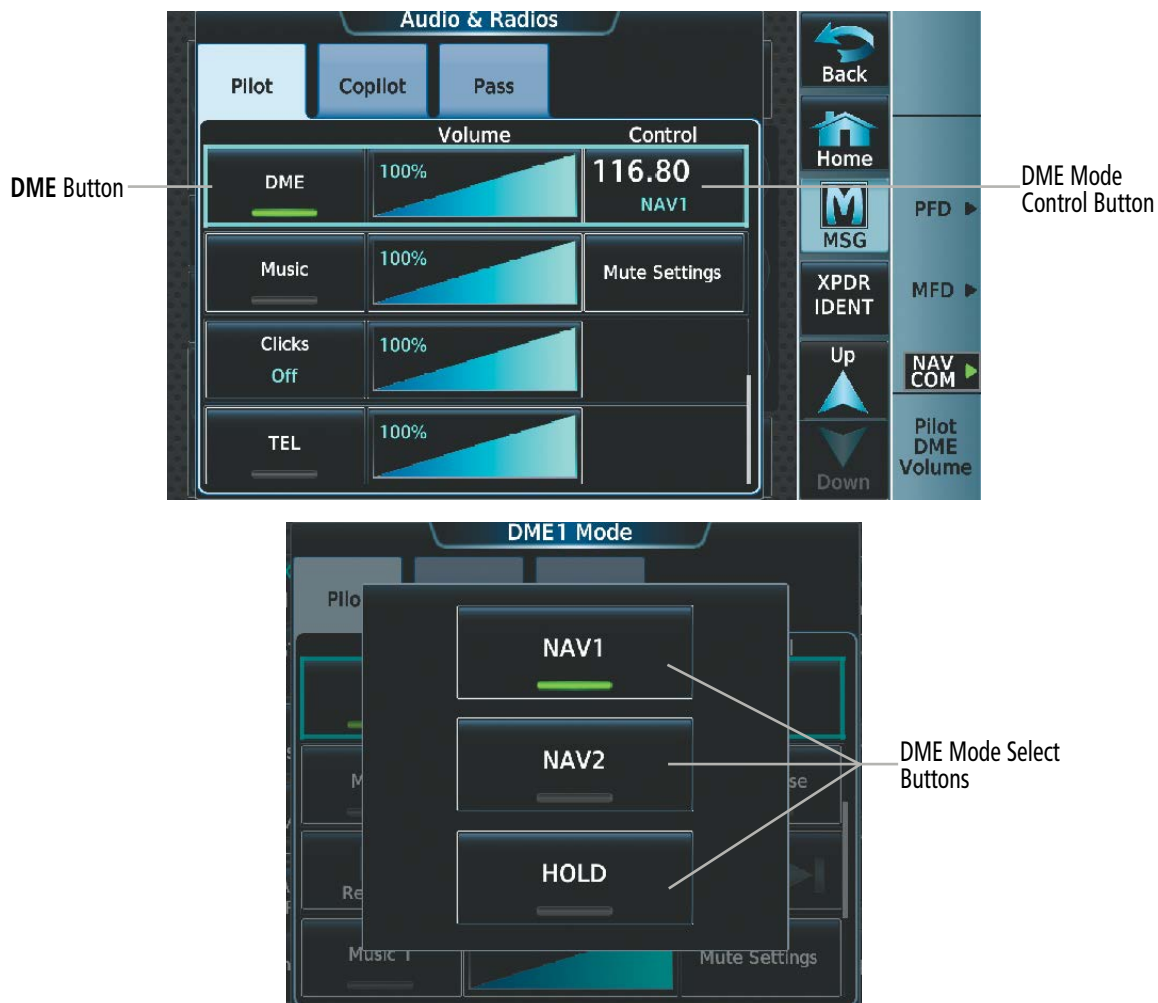 Audio & Radios
Pilot
Copilot
Pass
Volume
Control
DME Button
DME
100%
116.80
NAV1
DME Mode
Control Button
Music
100%
Mute Settings
Clicks
Off
100%
TEL
100%
Back
Home
MSG
XPDR
IDENT
Up
Down
PFD
MFD
NAV
COM
Pilot
DME
Volume
DME1 Mode
NAV1
NAV2
HOLD
DME Mode Select
Buttons
Music 1
Mute Settings